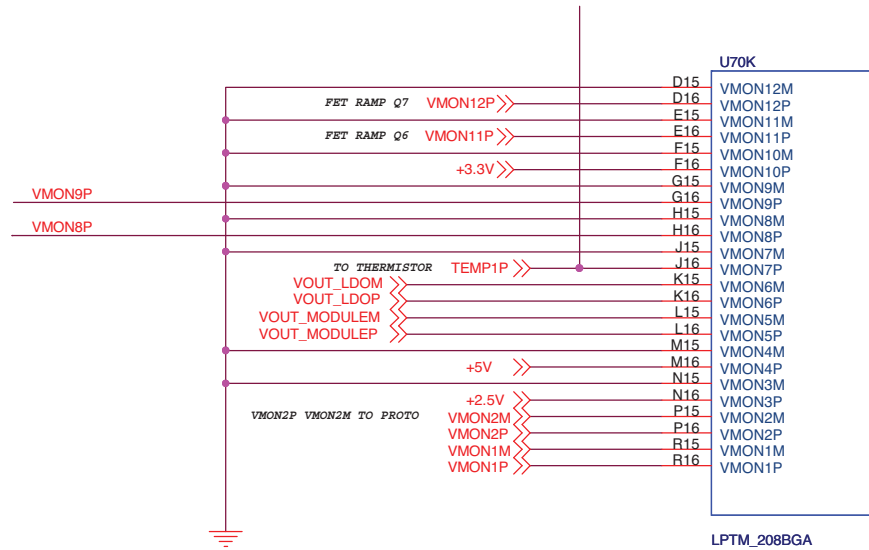 U70K
D15 VMON12M
FET RAMP Q7 VMON12P D16 VMON12P
E15 VMON11M
FET RAMP Q6 VMON11P E16 VMON11P
F15 VMON10M
+3.3V F16 VMON10P
G15 VMON9M
VMON9P G16 VMON9P
H15 VMON8M
VMON8P H16 VMON8P
J15 VMON7M
TO THERMISTOR TEMP1P J16 VMON7P
VOUT_LDOM K15 VMON6M
VOUT_LDOP K16 VMON6P
VOUT_MODULEM L15 VMON5M
VOUT_MODULEP L16 VMON5P
M15 VMON4M
+5V M16 VMON4P
N15 VMON3M
+2.5V N16 VMON3P
VMON2P VMON2M TO PROTO VMON2M P15 VMON2M
VMON2P P16 VMON2P
VMON1M R15 VMON1M
VMON1P R16 VMON1P
LPTM_208BGA